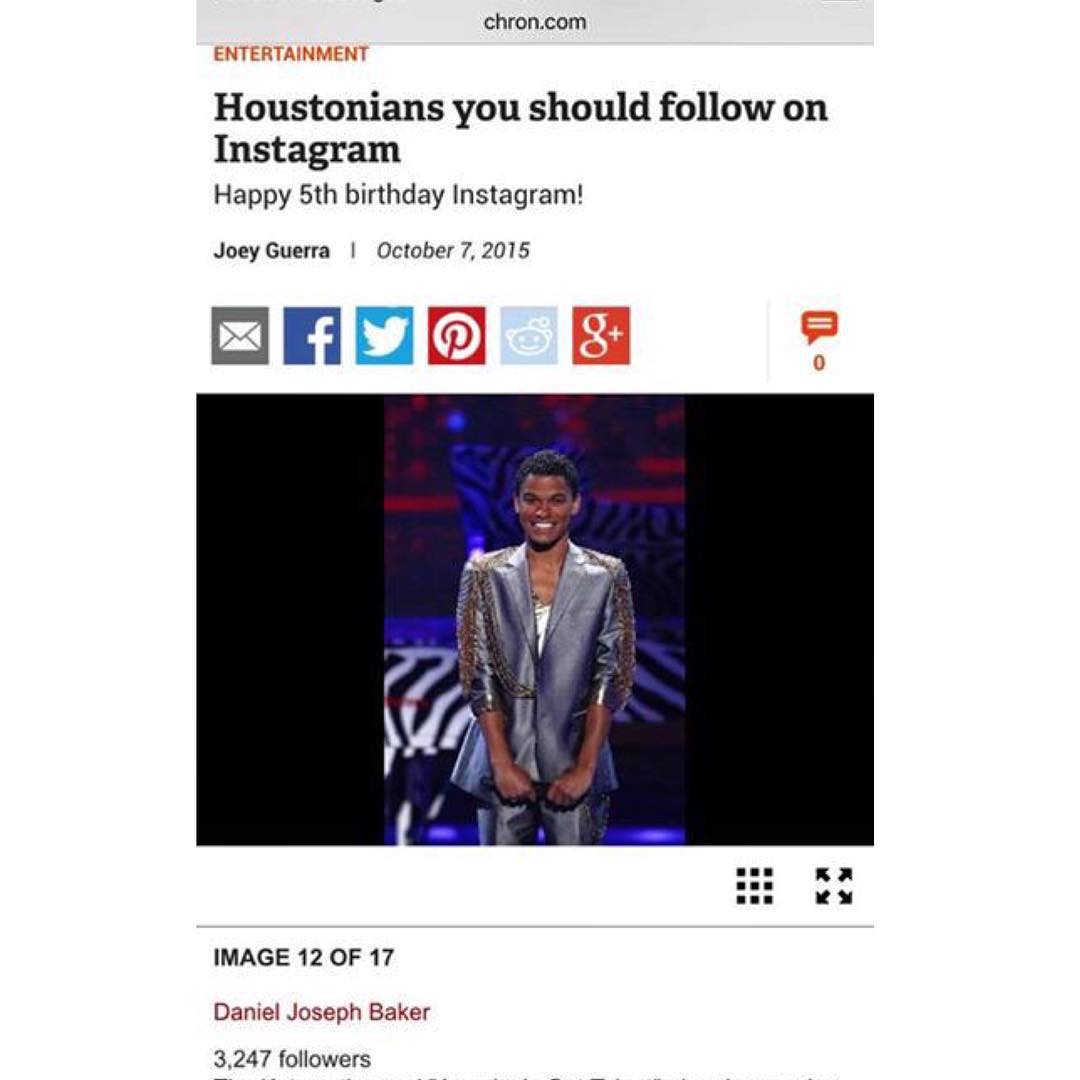 chron.com
ENTERTAINMENT
Houstonians you should follow on
Instagram
Happy 5th birthday Instagram!
Joey Guerra | October 7, 2015
f
g+
0
IMAGE 12 OF 17
Daniel Joseph Baker
3,247 followers